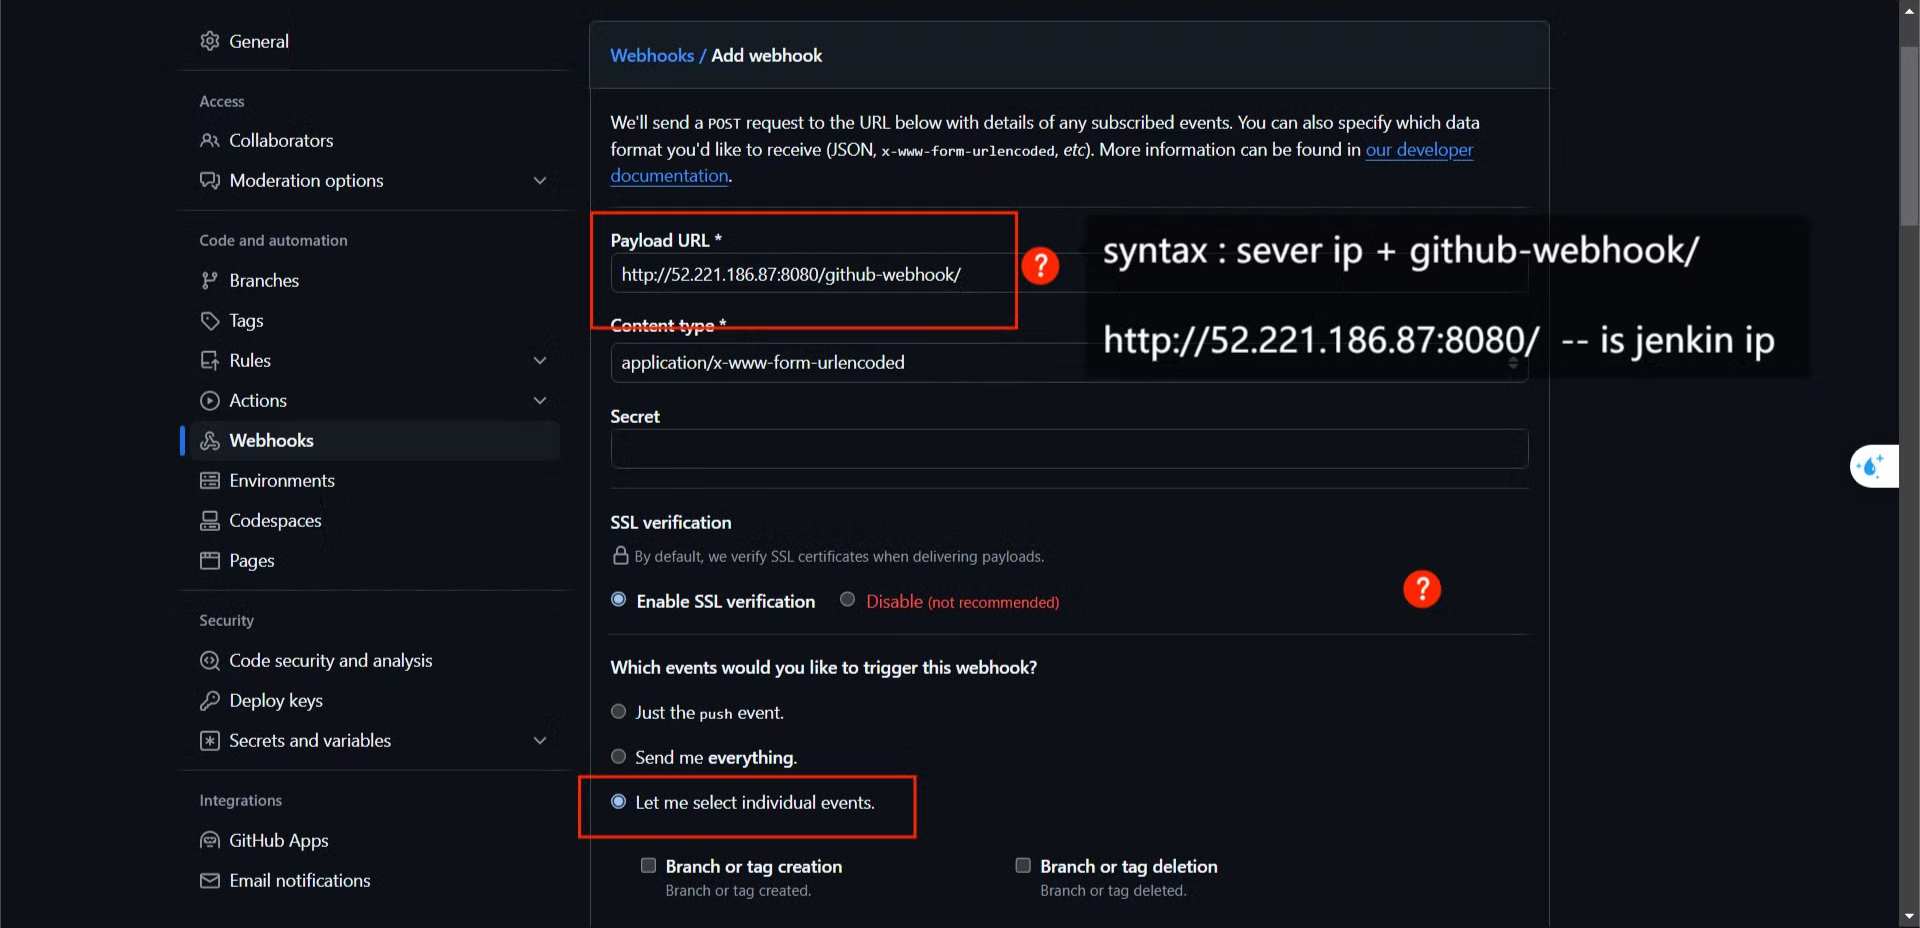 General
Access
Collaborators
Moderation options
Code and automation
Branches
Tags
Rules
Actions
Webhooks
Environments
Codespaces
Pages
Security
Code security and analysis
Deploy keys
Secrets and variables
Integrations
GitHub Apps
Email notifications
Webhooks / Add webhook
We'll send a POST request to the URL below with details of any subscribed events. You can also specify which data
format you'd like to receive (JSON, x-www-form-urlencoded, etc). More information can be found in our developer
documentation.
Payload URL *
http://52.221.186.87:8080/github-webhook/
?
syntax : sever ip + github-webhook/
http://52.221.186.87:8080/ -- is jenkin ip
Content type *
application/x-www-form-urlencoded
Secret
SSL verification
By default, we verify SSL certificates when delivering payloads.
Enable SSL verification
Disable (not recommended)
?
Which events would you like to trigger this webhook?
Just the push event.
Send me everything.
Let me select individual events.
Branch or tag creation
Branch or tag created.
Branch or tag deletion
Branch or tag deleted.